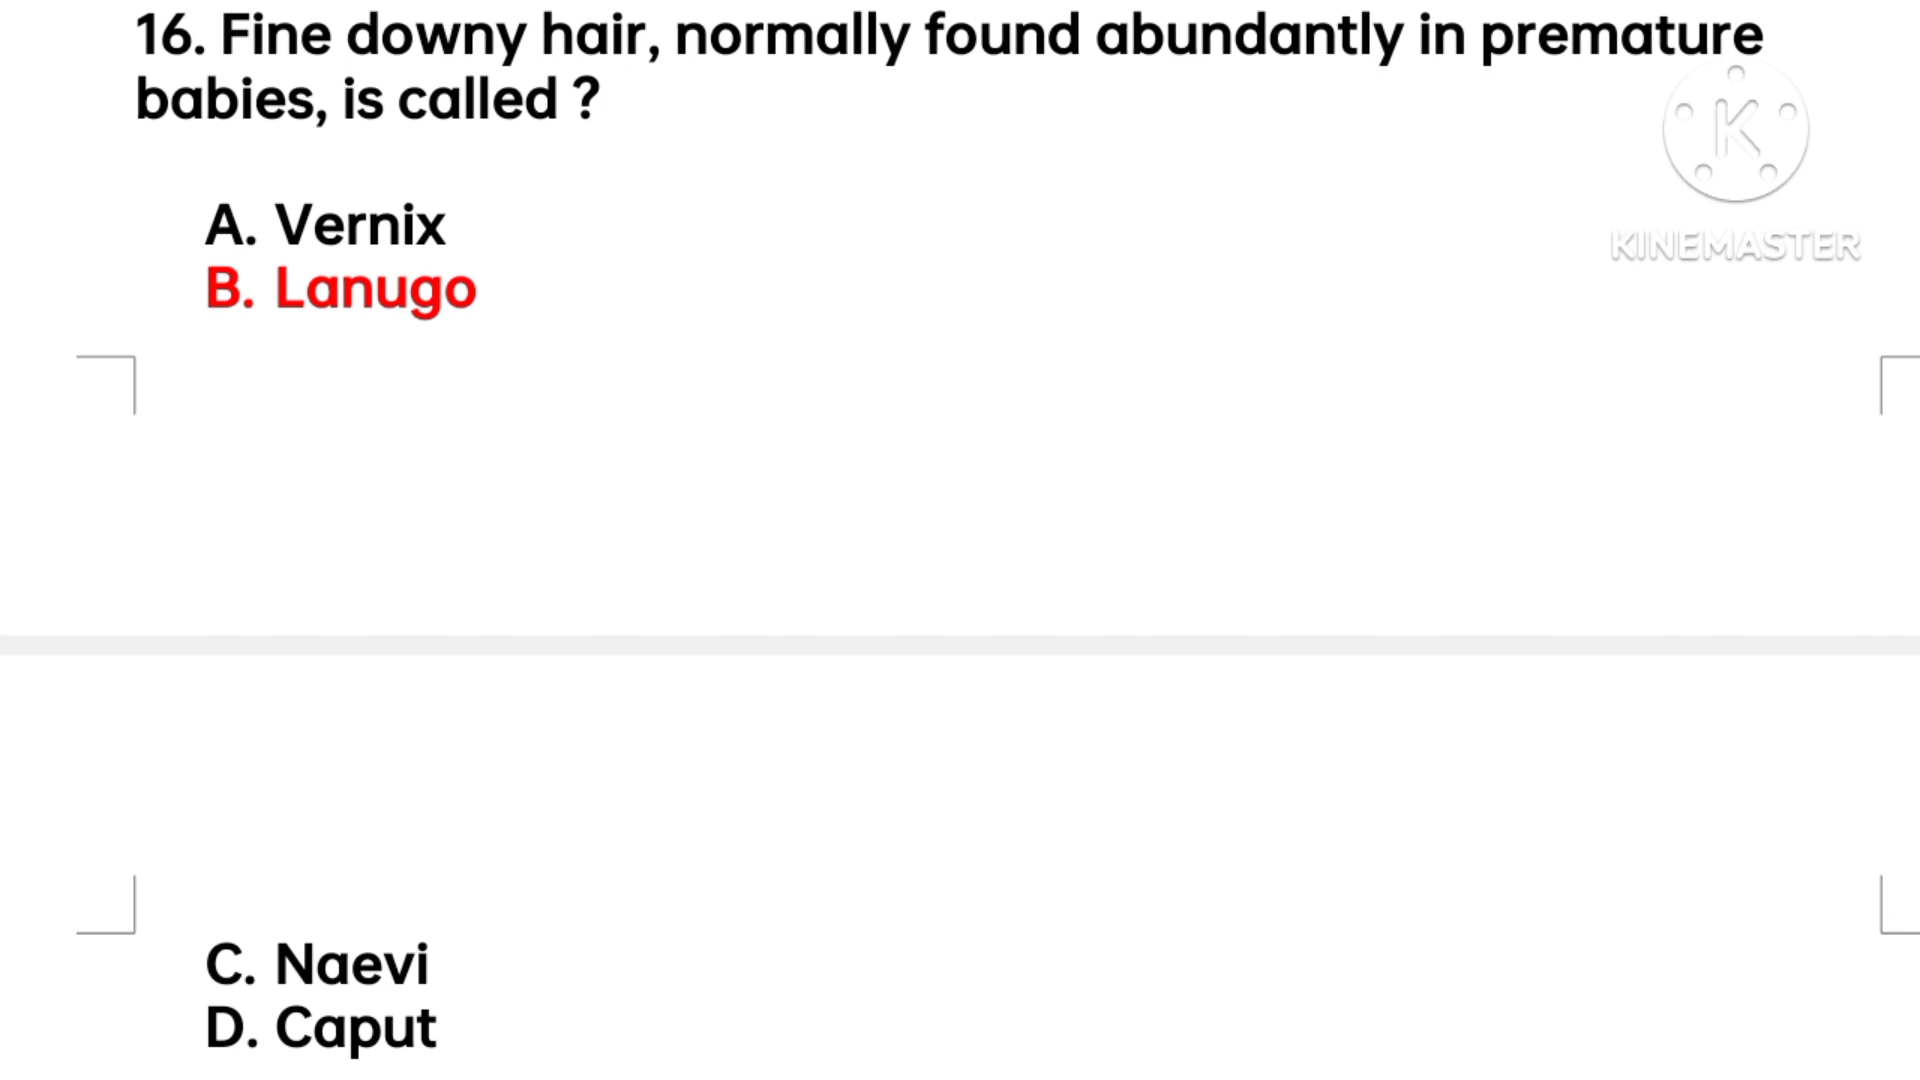 16. Fine downy hair, normally found abundantly in premature
babies, is called ?
K
KINEMASTER
A. Vernix
B. Lanugo
C. Naevi
D. Caput